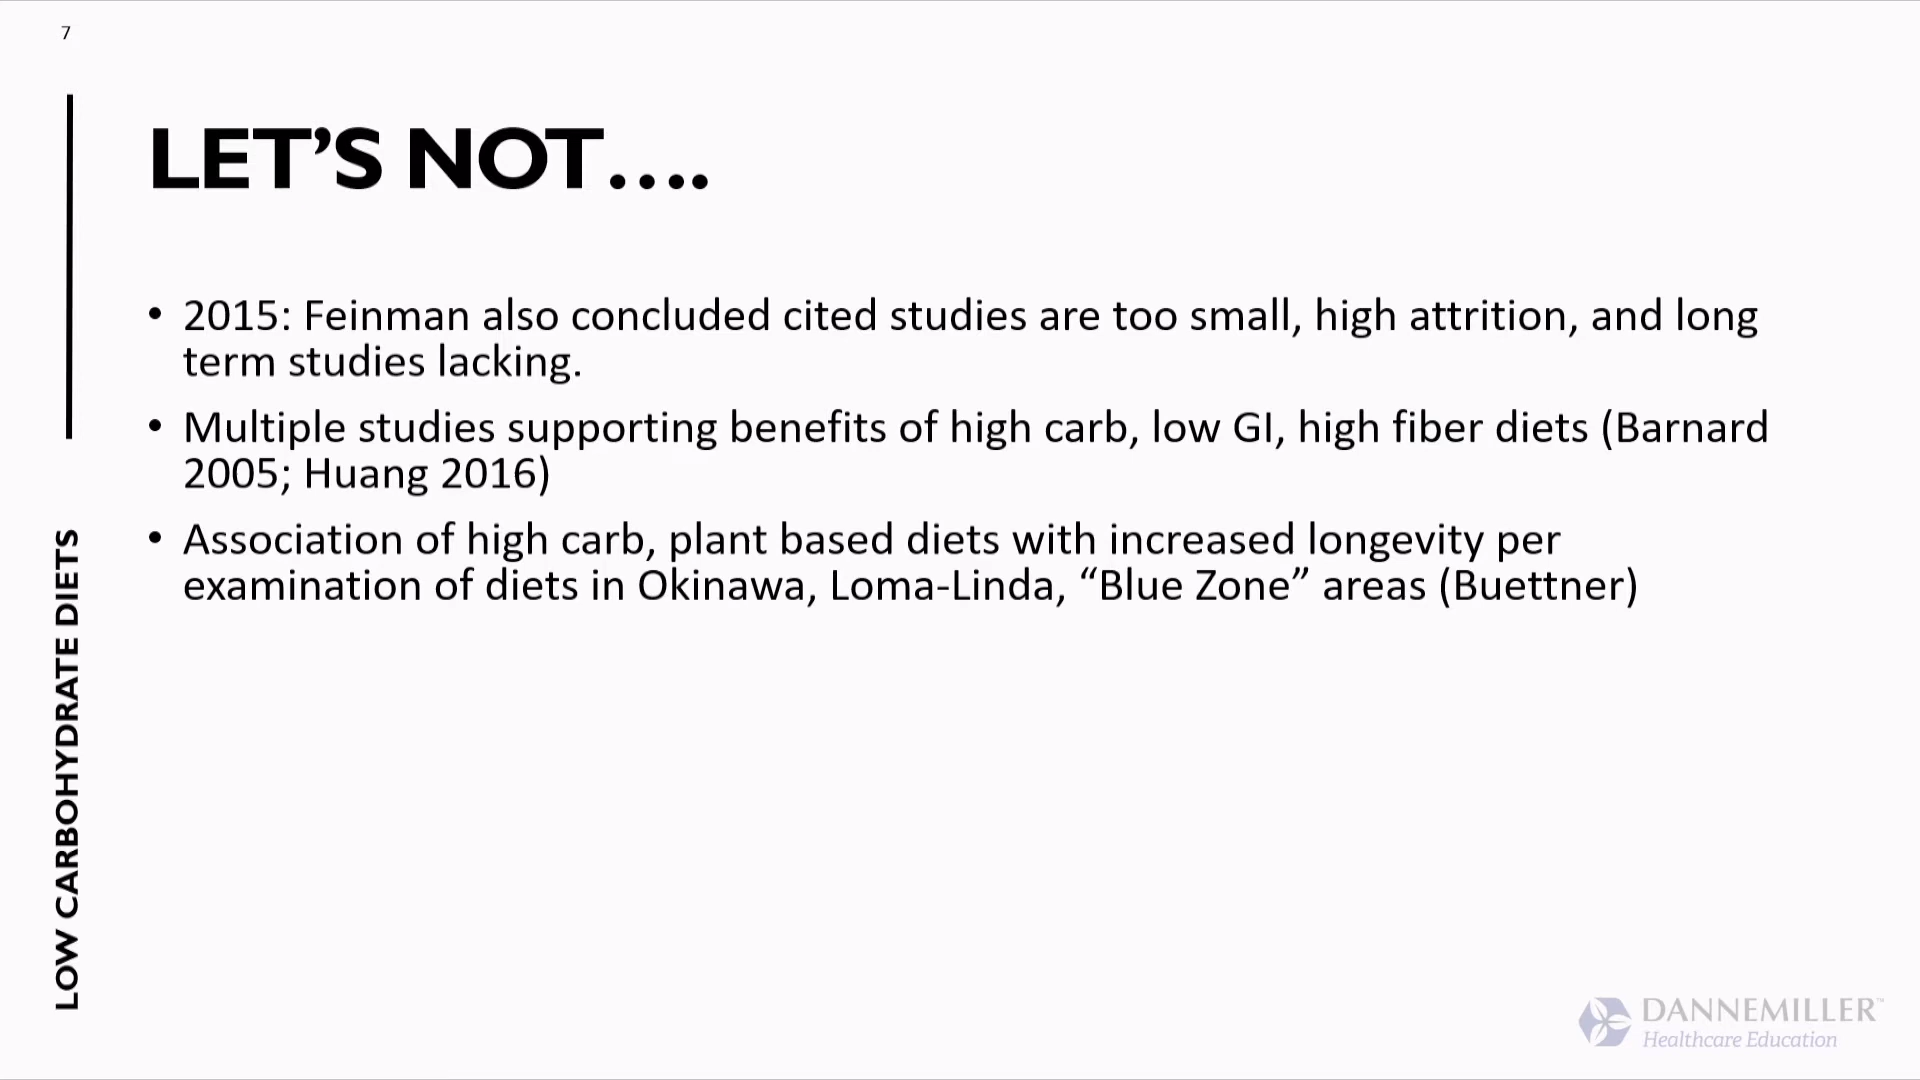 7
LET’S NOT….
• 2015: Feinman also concluded cited studies are too small, high attrition, and long
term studies lacking.
• Multiple studies supporting benefits of high carb, low GI, high fiber diets (Barnard
2005; Huang 2016)
• Association of high carb, plant based diets with increased longevity per
examination of diets in Okinawa, Loma-Linda, “Blue Zone” areas (Buettner)
LOW CARBOHYDRATE DIETS
DANNEMILLER™
Healthcare Education